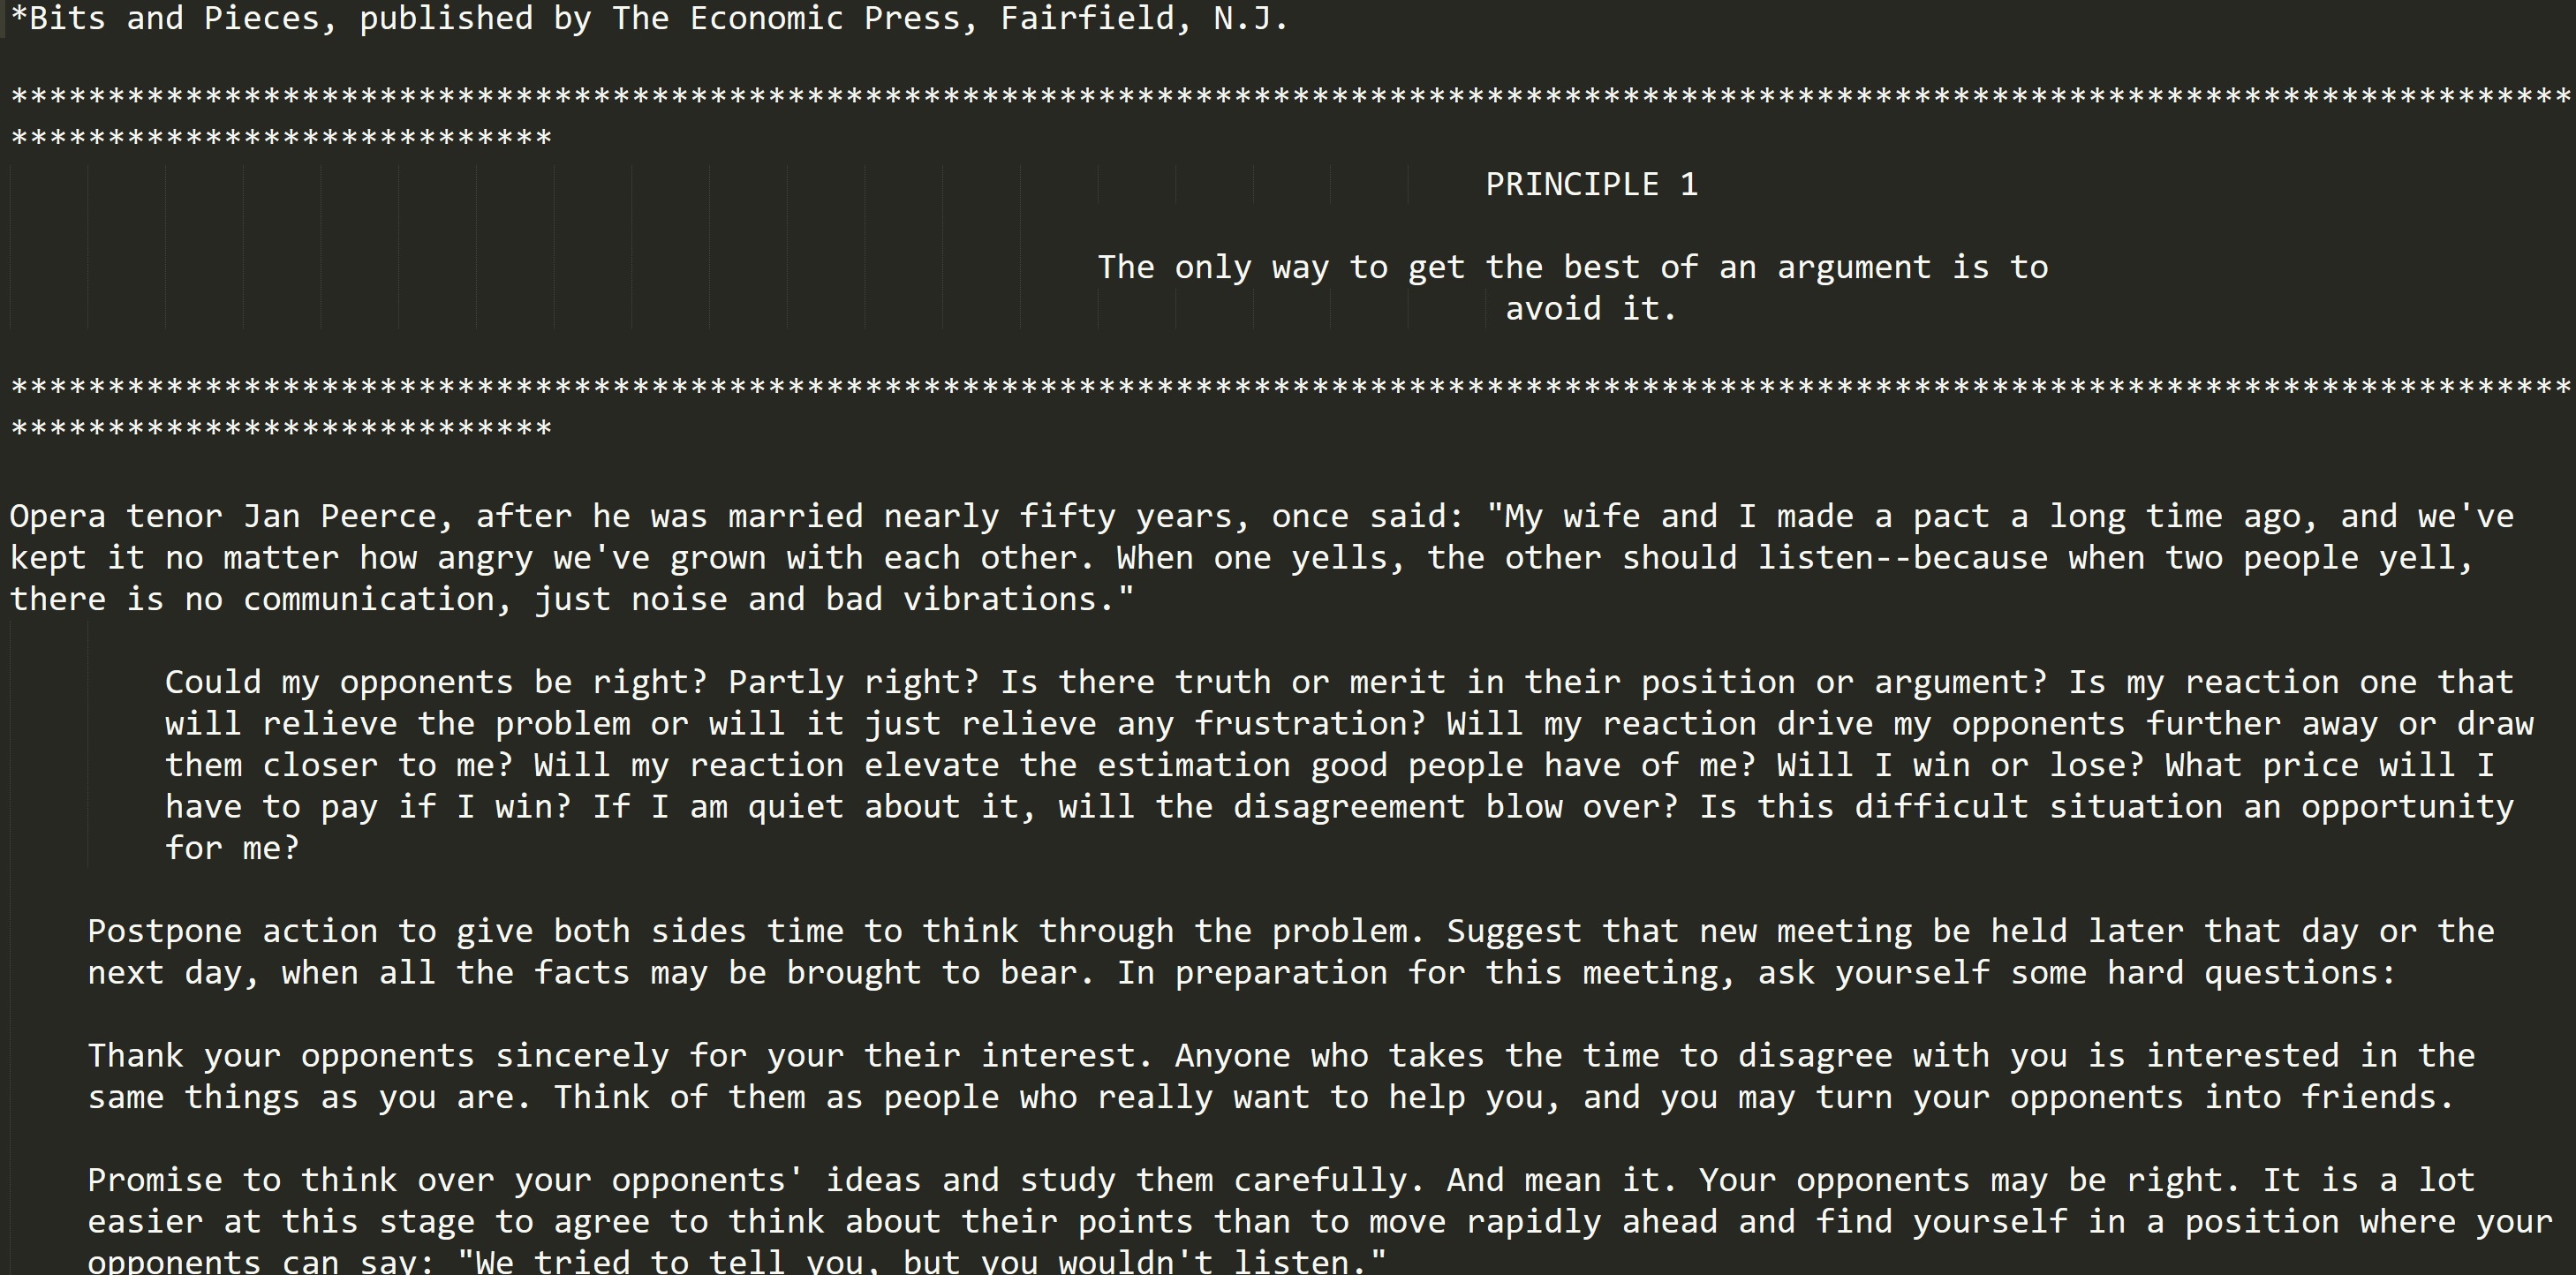 *Bits and Pieces, published by The Economic Press, Fairfield, N.J.
************************************************************************************************************************************
****************************
PRINCIPLE 1
The only way to get the best of an argument is to
avoid it.
************************************************************************************************************************************
****************************
Opera tenor Jan Peerce, after he was married nearly fifty years, once said: "My wife and I made a pact a long time ago, and we've
kept it no matter how angry we've grown with each other. When one yells, the other should listen--because when two people yell,
there is no communication, just noise and bad vibrations."
Could my opponents be right? Partly right? Is there truth or merit in their position or argument? Is my reaction one that
will relieve the problem or will it just relieve any frustration? Will my reaction drive my opponents further away or draw
them closer to me? Will my reaction elevate the estimation good people have of me? Will I win or lose? What price will I
have to pay if I win? If I am quiet about it, will the disagreement blow over? Is this difficult situation an opportunity
for me?
Postpone action to give both sides time to think through the problem. Suggest that new meeting be held later that day or the
next day, when all the facts may be brought to bear. In preparation for this meeting, ask yourself some hard questions:
Thank your opponents sincerely for your their interest. Anyone who takes the time to disagree with you is interested in the
same things as you are. Think of them as people who really want to help you, and you may turn your opponents into friends.
Promise to think over your opponents' ideas and study them carefully. And mean it. Your opponents may be right. It is a lot
easier at this stage to agree to think about their points than to move rapidly ahead and find yourself in a position where your
opponents can say: "We tried to tell you, but you wouldn't listen."